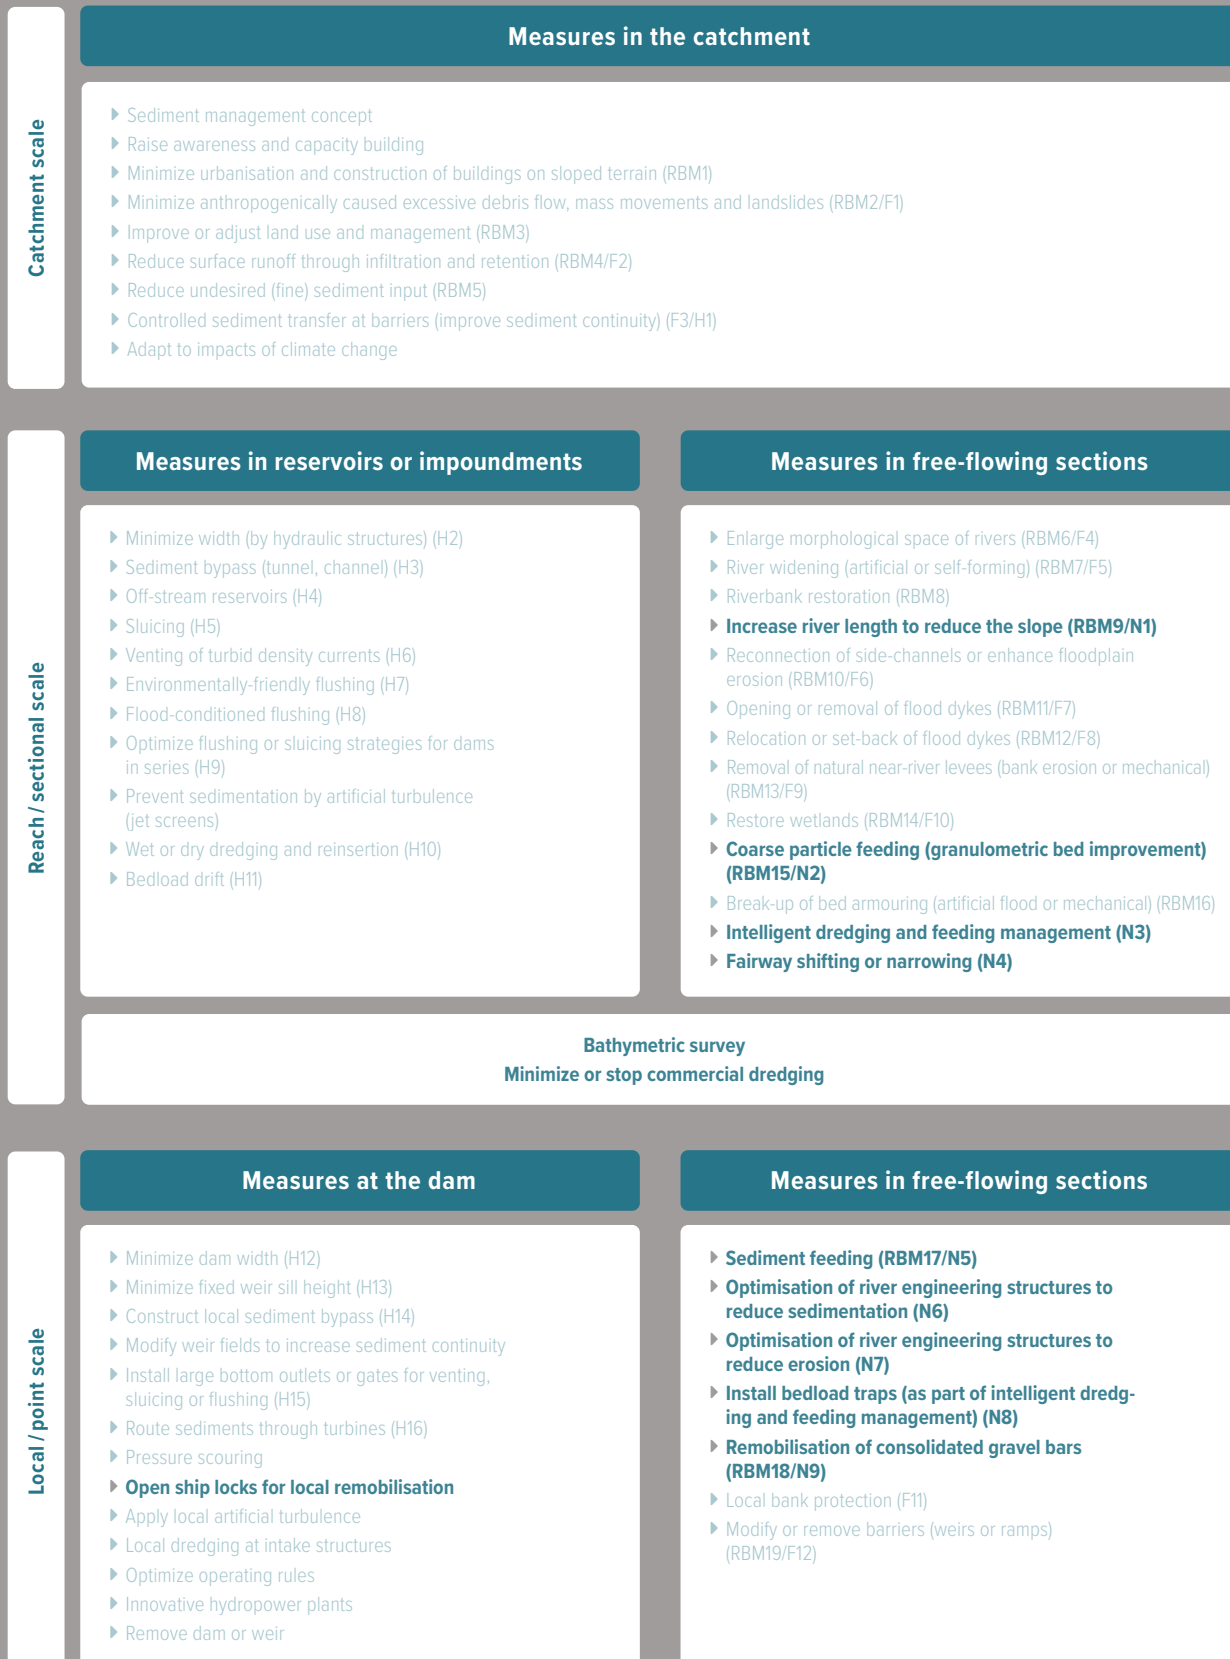 Measures in the catchment
Catchment scale
Sediment management concept
Raise awareness and capacity building
Minimize urbanisation and construction of buildings on sloped terrain (RBM1)
Minimize anthropogenically caused excessive debris flow, mass movements and landslides (RBM2/F1)
Improve or adjust land use and management (RBM3)
Reduce surface runoff through infiltration and retention (RBM4/F2)
Reduce undesired (fine) sediment input (RBM5)
Controlled sediment transfer at barriers (improve sediment continuity) (F3/H1)
Adapt to impacts of climate change
Reach / sectional scale
Measures in reservoirs or impoundments
Minimize width (by hydraulic structures) (H2)
Sediment bypass (tunnel, channel) (H3)
Off-stream reservoirs (H4)
Sluicing (H5)
Venting of turbid density currents (H6)
Environmentally-friendly flushing (H7)
Flood-conditioned flushing (H8)
Optimize flushing or sluicing strategies for dams
in series (H9)
Prevent sedimentation by artificial turbulence
(jet screens)
Wet or dry dredging and reinsertion (H10)
Bedload drift (H11)
Measures in free-flowing sections
Enlarge morphological space of rivers (RBM6/F4)
River widening (artificial or self-forming) (RBM7/F5)
Riverbank restoration (RBM8)
Increase river length to reduce the slope (RBM9/N1)
Reconnection of side-channels or enhance floodplain
erosion (RBM10/F6)
Opening or removal of flood dykes (RBM11/F7)
Relocation or set-back of flood dykes (RBM12/F8)
Removal of natural near-river levees (bank erosion or mechanical)
(RBM13/F9)
Restore wetlands (RBM14/F10)
Coarse particle feeding (granulometric bed improvement)
(RBM15/N2)
Break-up of bed armouring (artificial flood or mechanical) (RBM16)
Intelligent dredging and feeding management (N3)
Fairway shifting or narrowing (N4)
Bathymetric survey
Minimize or stop commercial dredging
Local / point scale
Measures at the dam
Minimize dam width (H12)
Minimize fixed weir sill height (H13)
Construct local sediment bypass (H14)
Modify weir fields to increase sediment continuity
Install large bottom outlets or gates for venting,
sluicing or flushing (H15)
Route sediments through turbines (H16)
Pressure scouring
Open ship locks for local remobilisation
Apply local artificial turbulence
Local dredging at intake structures
Optimize operating rules
Innovative hydropower plants
Remove dam or weir
Measures in free-flowing sections
Sediment feeding (RBM17/N5)
Optimisation of river engineering structures to
reduce sedimentation (N6)
Optimisation of river engineering structures to
reduce erosion (N7)
Install bedload traps (as part of intelligent dredg-
ing and feeding management) (N8)
Remobilisation of consolidated gravel bars
(RBM18/N9)
Local bank protection (F11)
Modify or remove barriers (weirs or ramps)
(RBM19/F12)